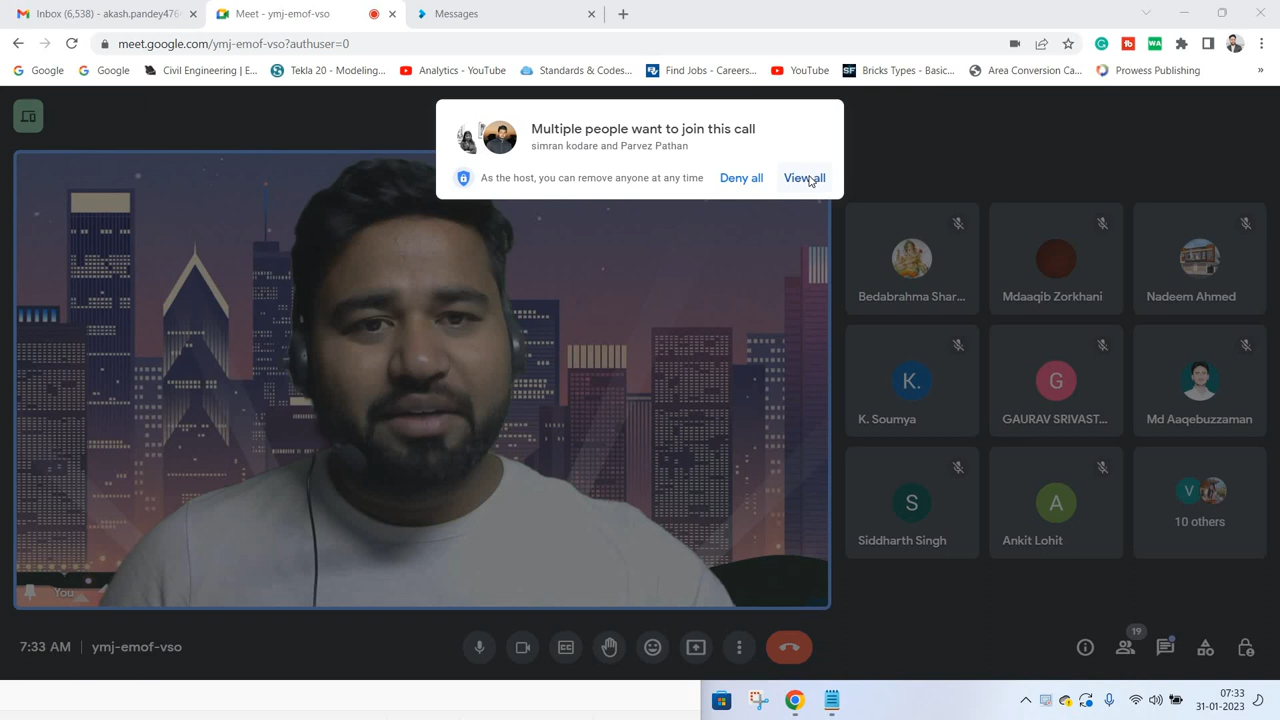 Inbox (6,538) - akash.pandey476
Meet - ymj-emof-vso
Messages
meet.google.com/ymj-emof-vso?authuser=0
Google
Google
Civil Engineering | E...
Tekla 20 - Modeling...
Analytics - YouTube
Standards & Codes...
Find Jobs - Careers...
YouTube
Bricks Types - Basic...
Area Conversion Ca...
Prowess Publishing
»
Multiple people want to join this call
simran kodare and Parvez Pathan
As the host, you can remove anyone at any time
Deny all
View all
Bedabrahma Shar...
Mdaaqib Zorkhani
Nadeem Ahmed
K.
G
K. Soumya
GAURAV SRIVAST...
Md Aaqebuzzaman
S
A
V
10 others
Siddharth Singh
Ankit Lohit
You
7:33 AM | ymj-emof-vso
19
07:33
31-01-2023